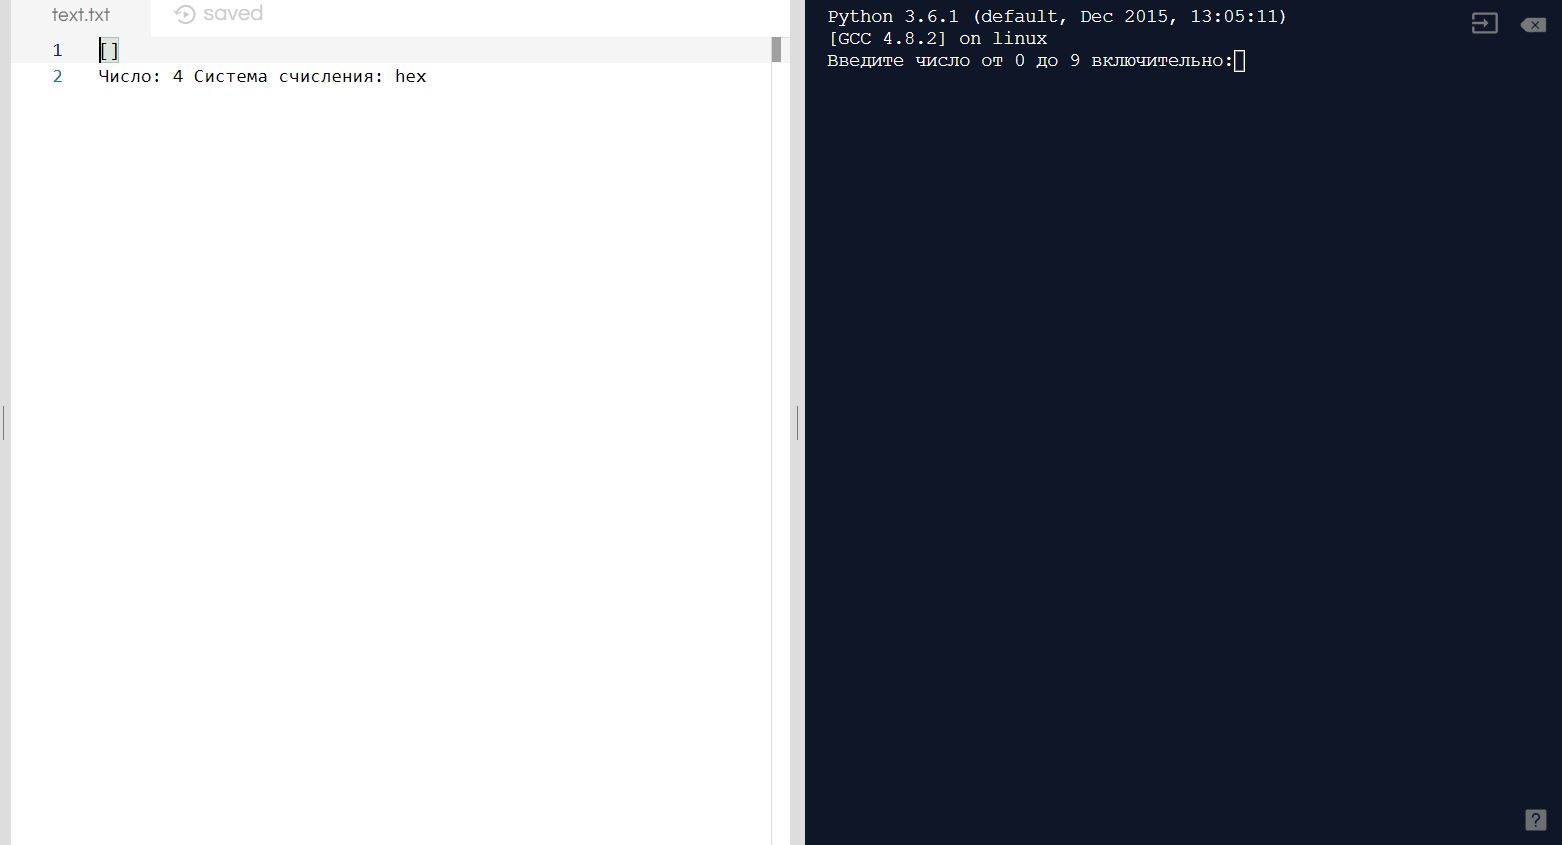 text.txt saved
1 []
2 Число: 4 Система счисления: hex
Python 3.6.1 (default, Dec 2015, 13:05:11)
[GCC 4.8.2] on linux
Введите число от 0 до 9 включительно:
?